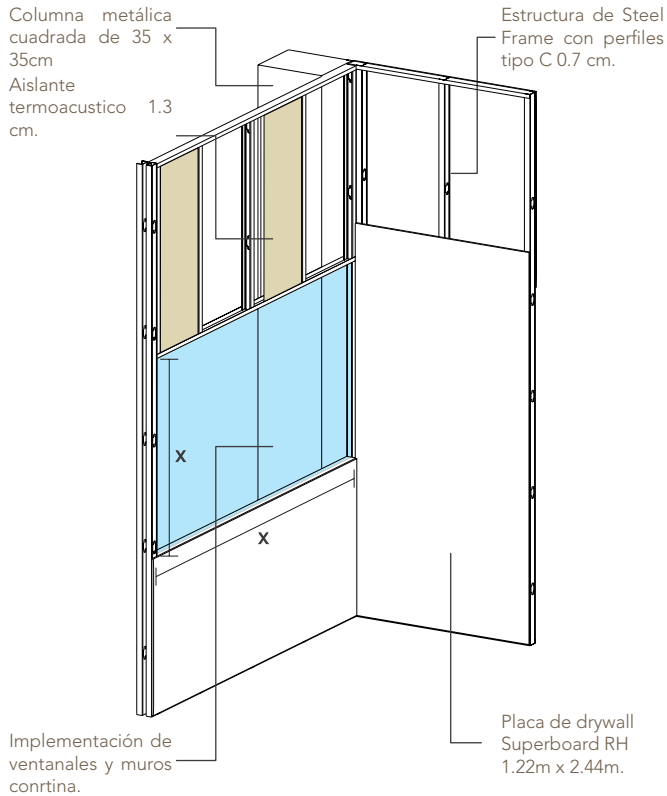 Columna metálica
cuadrada de 35 x
35cm
Aislante
termoacustico 1.3
cm.
Estructura de Steel
Frame con perfiles
tipo C 0.7 cm.
X
X
Implementación de
ventanales y muros
conrtina.
Placa de drywall
Superboard RH
1.22m x 2.44m.